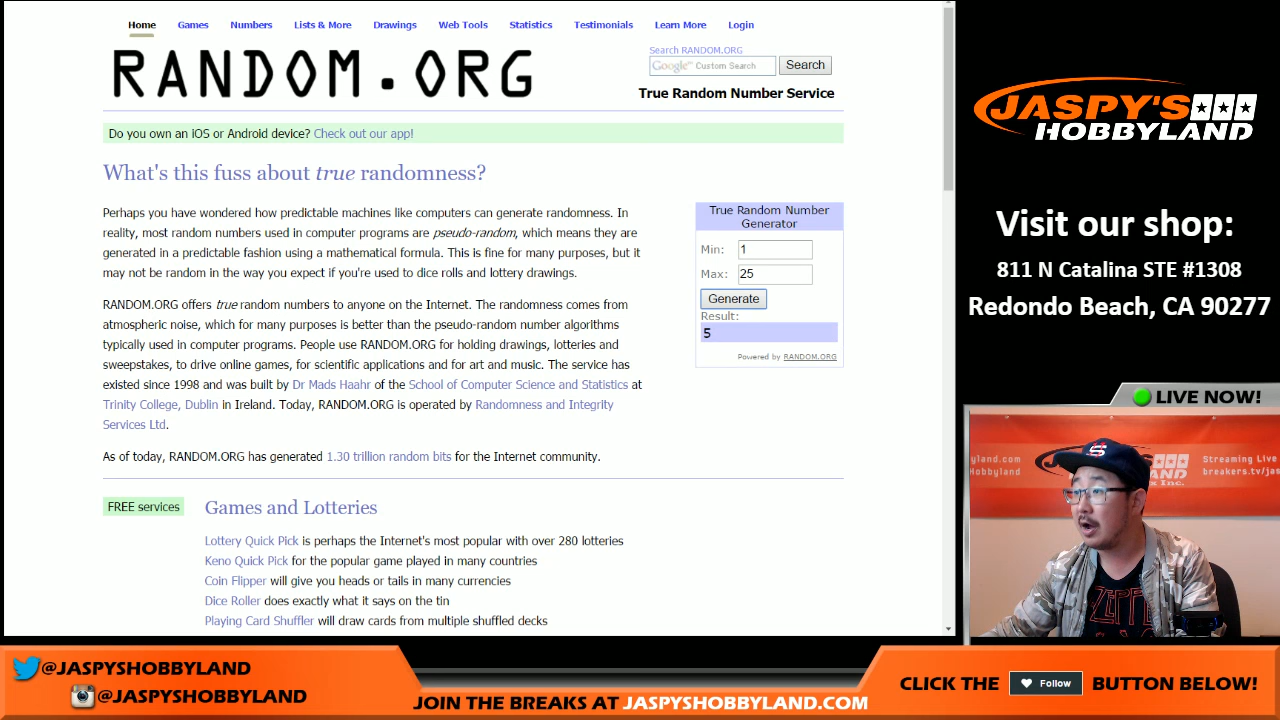 Home Games Numbers Lists & More Drawings Web Tools Statistics Testimonials Learn More Login
RANDOM.ORG
Search RANDOM.ORG
Google™ Custom Search Search
True Random Number Service
Do you own an iOS or Android device? Check out our app!
What's this fuss about true randomness?
Perhaps you have wondered how predictable machines like computers can generate randomness. In
reality, most random numbers used in computer programs are pseudo-random, which means they are
generated in a predictable fashion using a mathematical formula. This is fine for many purposes, but it
may not be random in the way you expect if you're used to dice rolls and lottery drawings.
RANDOM.ORG offers true random numbers to anyone on the Internet. The randomness comes from
atmospheric noise, which for many purposes is better than the pseudo-random number algorithms
typically used in computer programs. People use RANDOM.ORG for holding drawings, lotteries and
sweepstakes, to drive online games, for scientific applications and for art and music. The service has
existed since 1998 and was built by Dr Mads Haahr of the School of Computer Science and Statistics at
Trinity College, Dublin in Ireland. Today, RANDOM.ORG is operated by Randomness and Integrity
Services Ltd.
As of today, RANDOM.ORG has generated 1.30 trillion random bits for the Internet community.
True Random Number
Generator
Min: 1
Max: 25
Generate
Result:
5
Powered by RANDOM.ORG
FREE services
Games and Lotteries
Lottery Quick Pick is perhaps the Internet's most popular with over 280 lotteries
Keno Quick Pick for the popular game played in many countries
Coin Flipper will give you heads or tails in many currencies
Dice Roller does exactly what it says on the tin
Playing Card Shuffler will draw cards from multiple shuffled decks
JASPY'S
HOBBYLAND
Visit our shop:
811 N Catalina STE #1308
Redondo Beach, CA 90277
LIVE NOW!
byland.com
Hobbyland
Inc.
Streaming Live
breakers.tv/jas
ZEPP
@JASPYSHOBBYLAND
@JASPYSHOBBYLAND
JOIN THE BREAKS AT JASPYSHOBBYLAND.COM
CLICK THE Follow BUTTON BELOW!